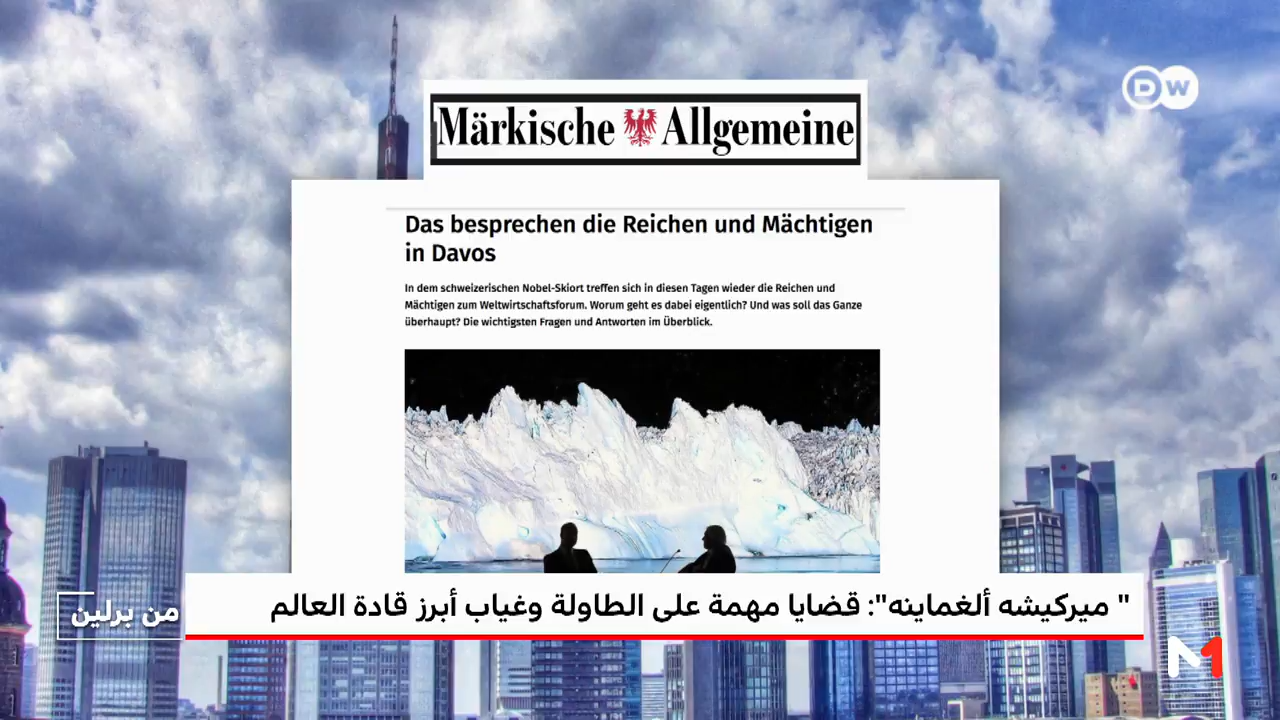 DW
Märkische Allgemeine
Das besprechen die Reichen und Mächtigen
in Davos
In dem schweizerischen Nobel-Skiort treffen sich in diesen Tagen wieder die Reichen und
Mächtigen zum Weltwirtschaftsforum. Worum geht es dabei eigentlich? Und was soll das Ganze
überhaupt? Die wichtigsten Fragen und Antworten im Überblick.
" ميركيشه ألغماينه": قضايا مهمة على الطاولة وغياب أبرز قادة العالم
من برلين
M1